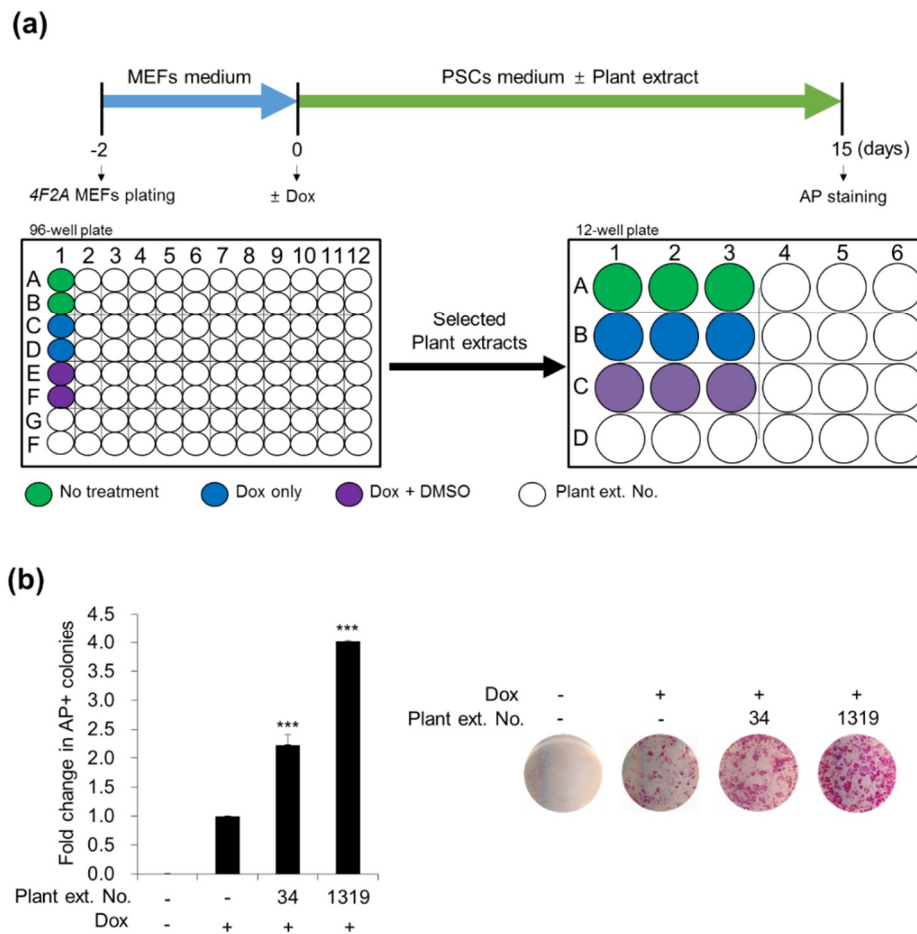 (a)
MEFs medium
PSCs medium ± Plant extract
-2
0
15 (days)
4F2A MEFs plating
± Dox
AP staining
96-well plate
12-well plate
1 2 3 4 5 6 7 8 9 10 11 12
A
B
C
D
E
F
G
F
Selected
Plant extracts
1 2 3 4 5 6
A
B
C
D
No treatment
Dox only
Dox + DMSO
Plant ext. No.
(b)
Fold change in AP+ colonies
4.5
4.0
3.5
3.0
2.5
2.0
1.5
1.0
0.5
0.0
***
***
Plant ext. No. - - 34 1319
Dox - + + +
Dox - + + +
Plant ext. No. - - 34 1319